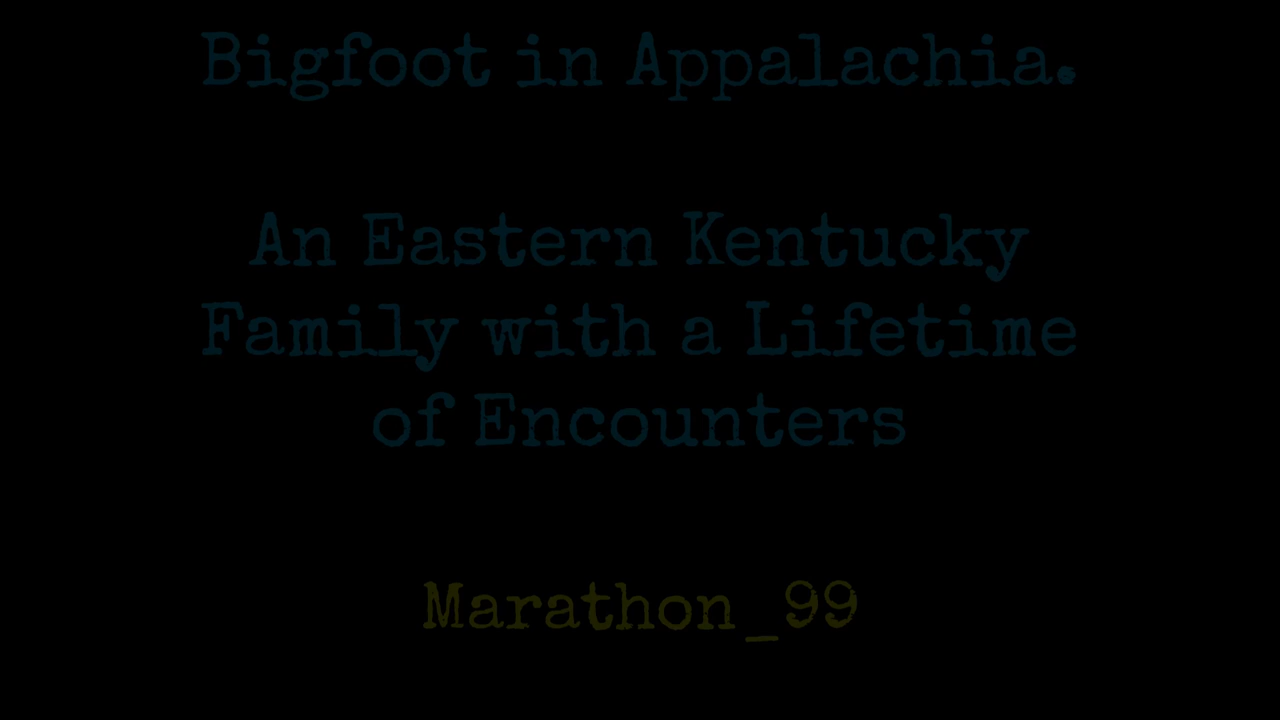 Bigfoot in Appalachia.
An Eastern Kentucky
Family with a Lifetime
of Encounters
Marathon_99